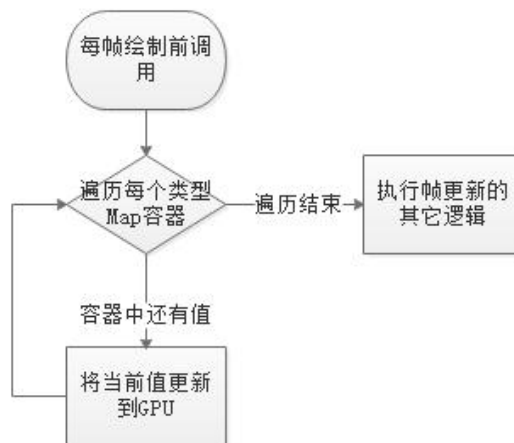 每帧绘制前调
用
遍历每个类型
Map容器
遍历结束
执行帧更新的
其它逻辑
容器中还有值
将当前值更新
到GPU